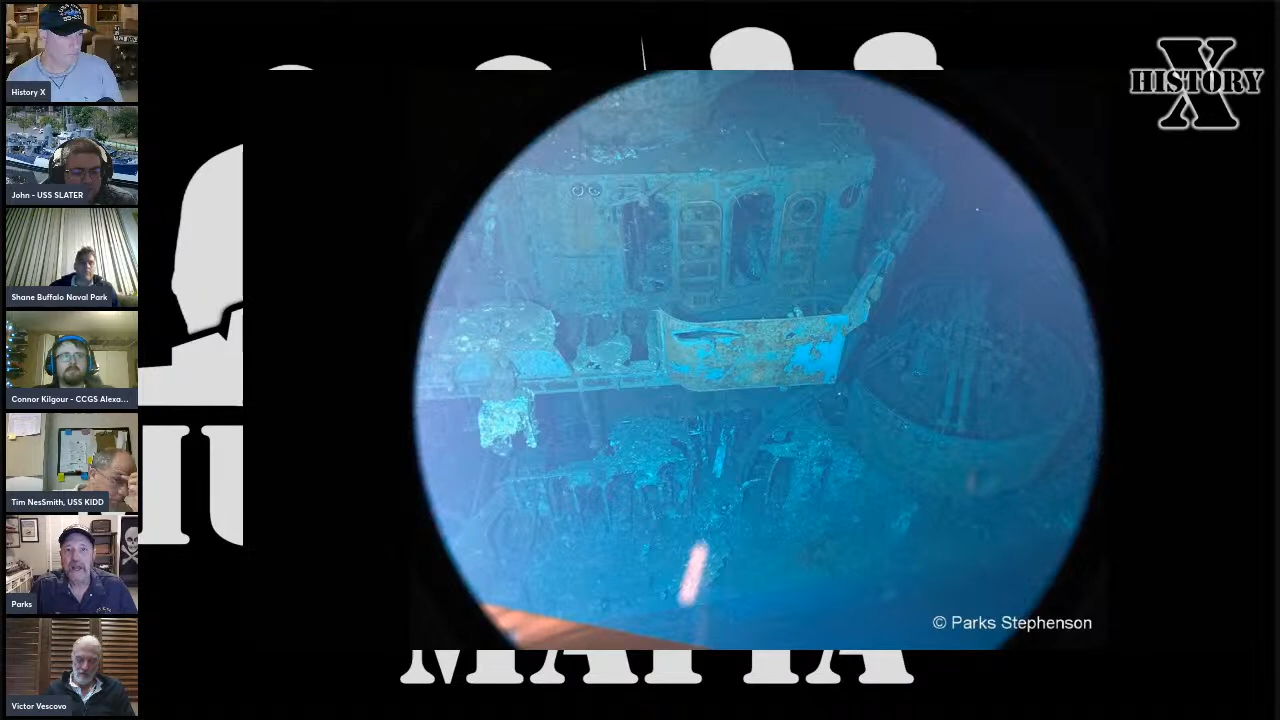 History X
John - USS SLATER
Shane Buffalo Naval Park
Connor Kilgour - CCGS Alexa...
Tim NesSmith, USS KIDD
Parks
Victor Vescovo
X
HISTORY
© Parks Stephenson
MAFIA